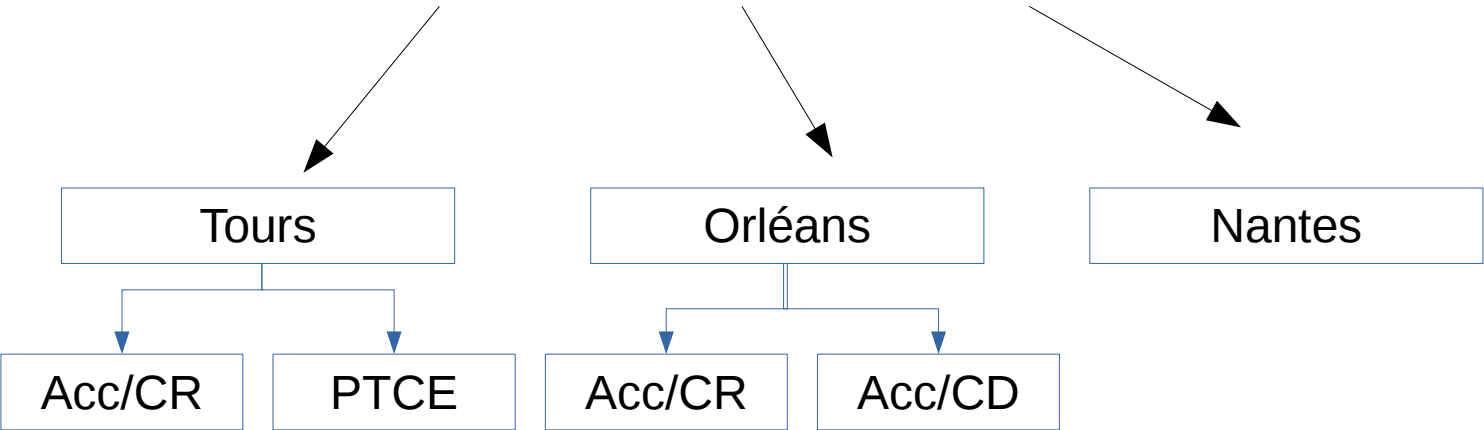 Tours
Orléans
Nantes
Acc/CR
PTCE
Acc/CR
Acc/CD